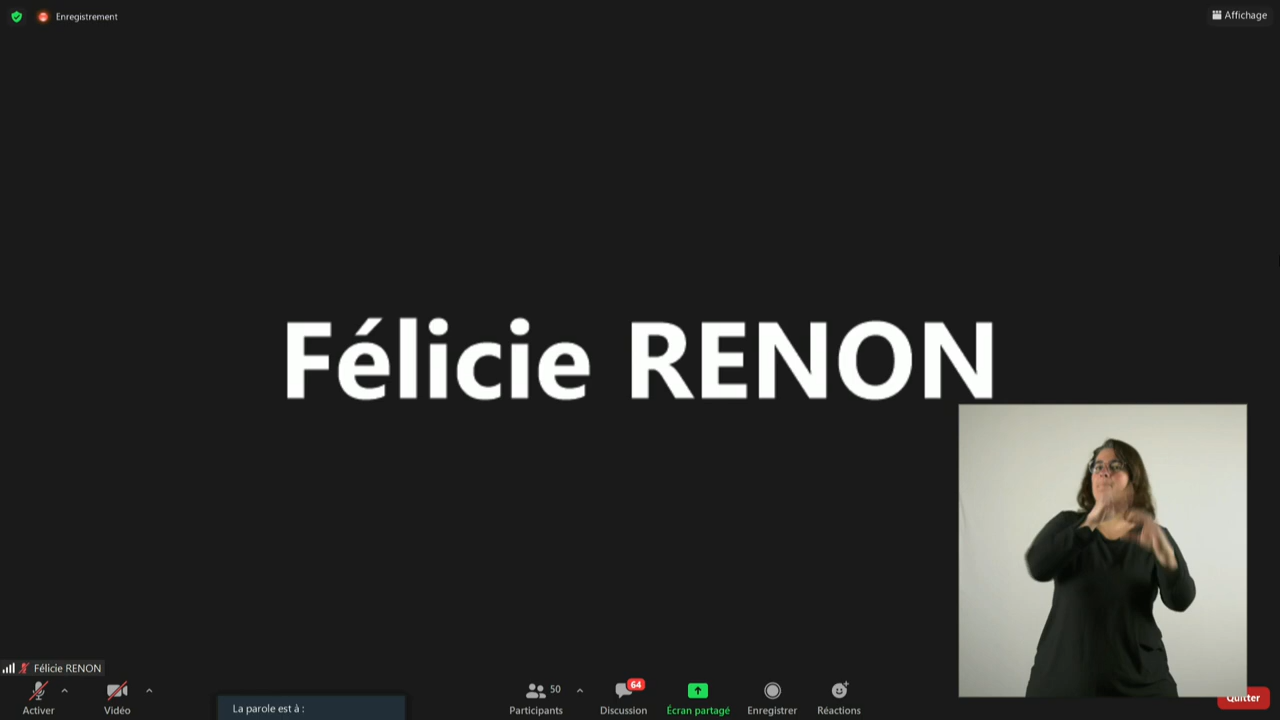 Enregistrement
Affichage
Félicie RENON
Félicie RENON
Activer
Vidéo
La parole est à :
50
Participants
64
Discussion
Écran partagé
Enregistrer
Réactions
Quitter